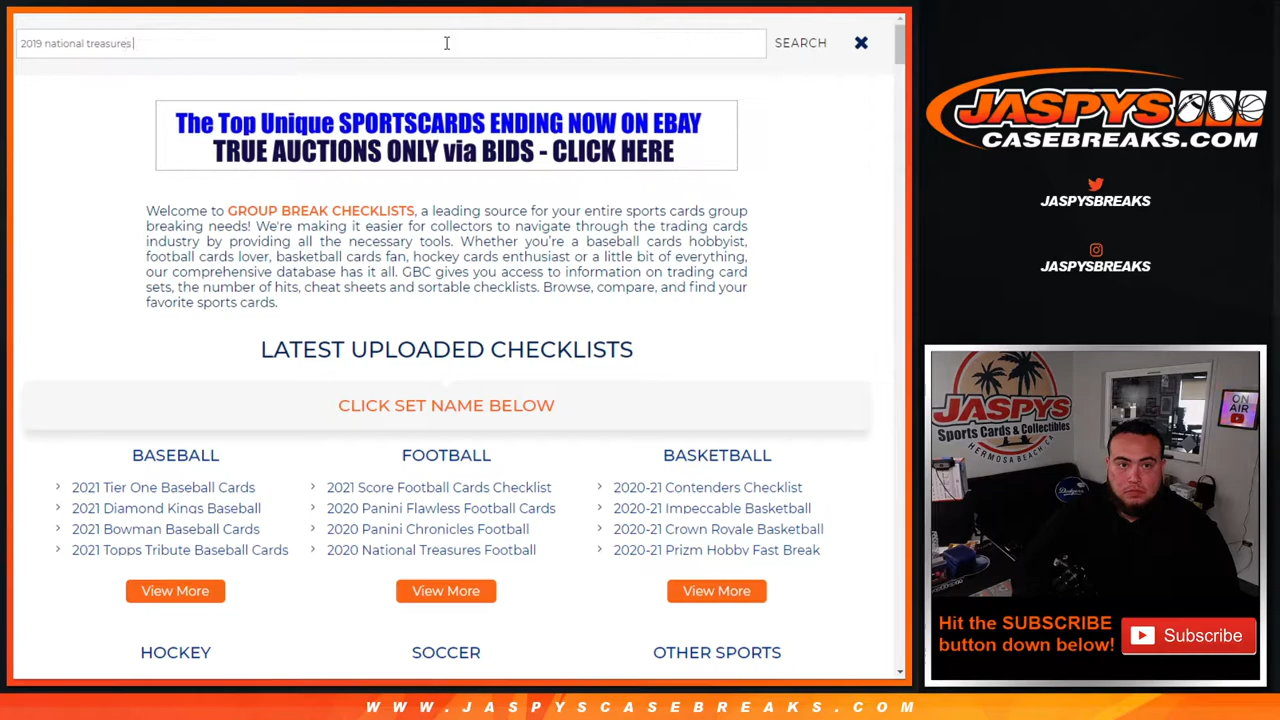 2019 national treasures
SEARCH
The Top Unique SPORTSCARDS ENDING NOW ON EBAY
TRUE AUCTIONS ONLY via BIDS - CLICK HERE
Welcome to GROUP BREAK CHECKLISTS, a leading source for your entire sports cards group
breaking needs! We're making it easier for collectors to navigate through the trading cards
industry by providing all the necessary tools. Whether you're a baseball cards hobbyist,
football cards lover, basketball cards fan, hockey cards enthusiast or a little bit of everything,
our comprehensive database has it all. GBC gives you access to information on trading card
sets, the number of hits, cheat sheets and sortable checklists. Browse, compare, and find your
favorite sports cards.
LATEST UPLOADED CHECKLISTS
CLICK SET NAME BELOW
BASEBALL
2021 Tier One Baseball Cards
2021 Diamond Kings Baseball
2021 Bowman Baseball Cards
2021 Topps Tribute Baseball Cards
View More
FOOTBALL
2021 Score Football Cards Checklist
2020 Panini Flawless Football Cards
2020 Panini Chronicles Football
2020 National Treasures Football
View More
BASKETBALL
2020-21 Contenders Checklist
2020-21 Impeccable Basketball
2020-21 Crown Royale Basketball
2020-21 Prizm Hobby Fast Break
View More
HOCKEY
SOCCER
OTHER SPORTS
JASPYS
CASEBREAKS.COM
JASPYSBREAKS
JASPYSBREAKS
JASPYS
Sports Cards & Collectibles
HERMOSA BEACH, CA
ON
AIR
Dodgers
Hit the SUBSCRIBE
button down below!
Subscribe
WWW.JASPYSCASEBREAKS.COM